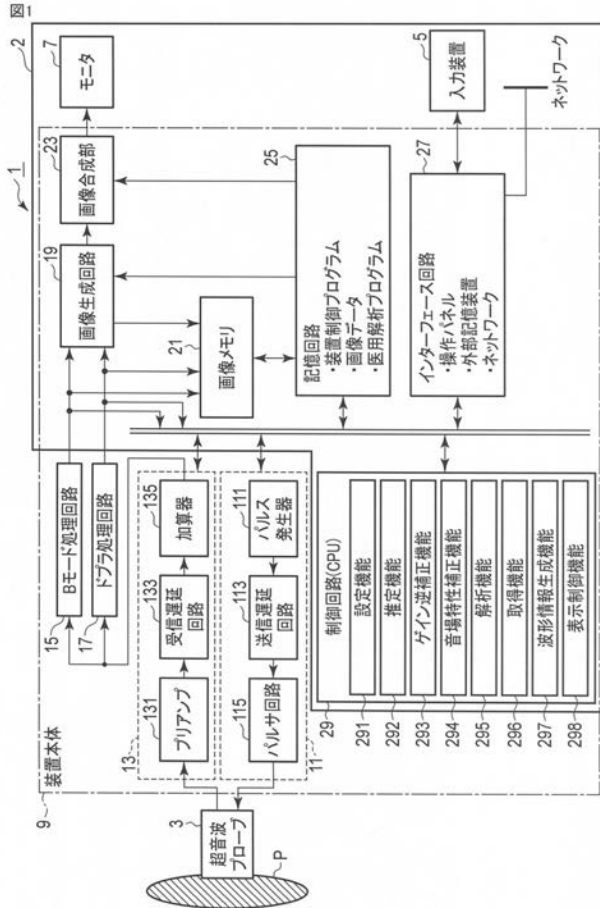 図1
1
2
7
モニタ
23
画像合成部
19
画像生成回路
21
画像メモリ
25
記憶回路
・装置制御プログラム
・画像データ
・医用解析プログラム
5
入力装置
27
インターフェース回路
・操作パネル
・外部記憶装置
・ネットワーク
ネットワーク
9
装置本体
15
Bモード処理回路
17
ドプラ処理回路
13
131
プリアンプ
133
受信遅延
回路
135
加算器
11
111
パルス
発生器
113
送信遅延
回路
115
パルサ回路
3
超音波
プローブ
P
29
制御回路(CPU)
291
設定機能
292
推定機能
293
ゲイン逆補正機能
294
音場特性補正機能
295
解析機能
296
取得機能
297
波形情報生成機能
298
表示制御機能